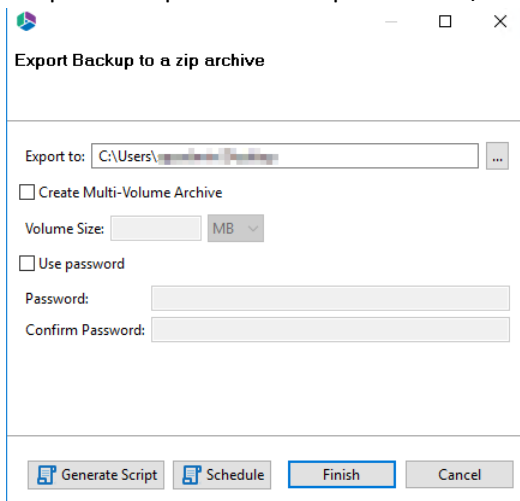 Export Backup to a zip archive
Export to: C:\Users\ ...
Create Multi-Volume Archive
Volume Size: MB
Use password
Password:
Confirm Password:
Generate Script Schedule Finish Cancel